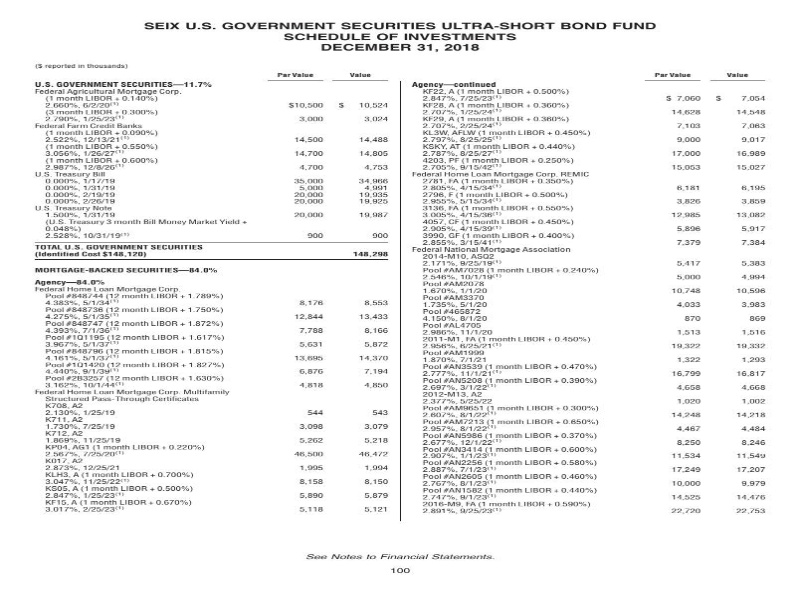 SEIX U.S. GOVERNMENT SECURITIES ULTRA-SHORT BOND FUND
SCHEDULE OF INVESTMENTS
DECEMBER 31, 2018
($ reported in thousands)
Par Value Value
U.S. GOVERNMENT SECURITIES—11.7%
Federal Agricultural Mortgage Corp.
(1 month LIBOR + 0.140%)
2.660%, 6/2/20(1) $10,500 $ 10,524
(3 month LIBOR + 0.300%)
2.790%, 1/25/23(1) 3,000 3,024
Federal Farm Credit Banks
(1 month LIBOR + 0.090%)
2.522%, 12/13/21(1) 14,500 14,488
(1 month LIBOR + 0.550%)
3.056%, 1/26/27(1) 14,700 14,805
(1 month LIBOR + 0.600%)
2.987%, 12/8/26(1) 4,700 4,753
U.S. Treasury Bill
0.000%, 1/17/19 35,000 34,966
0.000%, 1/31/19 5,000 4,991
0.000%, 2/19/19 20,000 19,935
0.000%, 2/26/19 20,000 19,925
U.S. Treasury Note
1.500%, 1/31/19 20,000 19,987
(U.S. Treasury 3 month Bill Money Market Yield +
0.048%)
2.528%, 10/31/19(1) 900 900
TOTAL U.S. GOVERNMENT SECURITIES
(Identified Cost $148,120) 148,298
MORTGAGE-BACKED SECURITIES—84.0%
Agency—84.0%
Federal Home Loan Mortgage Corp.
Pool #848744 (12 month LIBOR + 1.789%)
4.383%, 5/1/34(1) 8,176 8,553
Pool #848736 (12 month LIBOR + 1.750%)
4.275%, 5/1/35(1) 12,844 13,433
Pool #848747 (12 month LIBOR + 1.872%)
4.393%, 7/1/36(1) 7,788 8,166
Pool #1Q1195 (12 month LIBOR + 1.617%)
3.967%, 5/1/37(1) 5,631 5,872
Pool #848796 (12 month LIBOR + 1.815%)
4.161%, 5/1/37(1) 13,695 14,370
Pool #1Q1420 (12 month LIBOR + 1.827%)
4.440%, 9/1/39(1) 6,876 7,194
Pool #2B3257 (12 month LIBOR + 1.630%)
3.162%, 10/1/44(1) 4,818 4,850
Federal Home Loan Mortgage Corp. Multifamily
Structured Pass-Through Certificates
K708, A2
2.130%, 1/25/19 544 543
K711, A2
1.730%, 7/25/19 3,098 3,079
K712, A2
1.869%, 11/25/19 5,262 5,218
KP04, AG1 (1 month LIBOR + 0.220%)
2.567%, 7/25/20(1) 46,500 46,472
K017, A2
2.873%, 12/25/21 1,995 1,994
KLH3, A (1 month LIBOR + 0.700%)
3.047%, 11/25/22(1) 8,158 8,150
KS05, A (1 month LIBOR + 0.500%)
2.847%, 1/25/23(1) 5,890 5,879
KF15, A (1 month LIBOR + 0.670%)
3.017%, 2/25/23(1) 5,118 5,121
Par Value Value
Agency—continued
KF22, A (1 month LIBOR + 0.500%)
2.847%, 7/25/23(1) $ 7,060 $ 7,054
KF28, A (1 month LIBOR + 0.360%)
2.707%, 1/25/24(1) 14,628 14,548
KF29, A (1 month LIBOR + 0.360%)
2.707%, 2/25/24(1) 7,103 7,063
KL3W, AFLW (1 month LIBOR + 0.450%)
2.797%, 8/25/25(1) 9,000 9,017
KSKY, AT (1 month LIBOR + 0.440%)
2.787%, 8/25/27(1) 17,000 16,989
4203, PF (1 month LIBOR + 0.250%)
2.705%, 9/15/42(1) 15,053 15,027
Federal Home Loan Mortgage Corp. REMIC
2781, FA (1 month LIBOR + 0.350%)
2.805%, 4/15/34(1) 6,181 6,195
2796, F (1 month LIBOR + 0.500%)
2.955%, 5/15/34(1) 3,826 3,859
3136, FA (1 month LIBOR + 0.550%)
3.005%, 4/15/36(1) 12,985 13,082
4057, CF (1 month LIBOR + 0.450%)
2.905%, 4/15/39(1) 5,896 5,917
3990, GF (1 month LIBOR + 0.400%)
2.855%, 3/15/41(1) 7,379 7,384
Federal National Mortgage Association
2014-M10, ASQ2
2.171%, 9/25/19(1) 5,417 5,383
Pool #AM7028 (1 month LIBOR + 0.240%)
2.546%, 10/1/19(1) 5,000 4,994
Pool #AM2078
1.670%, 1/1/20 10,748 10,596
Pool #AM3370
1.735%, 5/1/20 4,033 3,983
Pool #465872
4.150%, 8/1/20 870 869
Pool #AL4705
2.986%, 11/1/20 1,513 1,516
2011-M1, FA (1 month LIBOR + 0.450%)
2.956%, 6/25/21(1) 19,322 19,332
Pool #AM1999
1.870%, 7/1/21 1,322 1,293
Pool #AN3539 (1 month LIBOR + 0.470%)
2.777%, 11/1/21(1) 16,799 16,817
Pool #AN5208 (1 month LIBOR + 0.390%)
2.697%, 3/1/22(1) 4,658 4,668
2012-M13, A2
2.377%, 5/25/22 1,020 1,002
Pool #AM9651 (1 month LIBOR + 0.300%)
2.607%, 8/1/22(1) 14,248 14,218
Pool #AM7213 (1 month LIBOR + 0.650%)
2.957%, 8/1/22(1) 4,467 4,484
Pool #AN5986 (1 month LIBOR + 0.370%)
2.677%, 12/1/22(1) 8,250 8,246
Pool #AN3414 (1 month LIBOR + 0.600%)
2.907%, 1/1/23(1) 11,534 11,549
Pool #AN2256 (1 month LIBOR + 0.580%)
2.887%, 7/1/23(1) 17,249 17,207
Pool #AN2605 (1 month LIBOR + 0.460%)
2.767%, 8/1/23(1) 10,000 9,979
Pool #AN1582 (1 month LIBOR + 0.440%)
2.747%, 9/1/23(1) 14,525 14,476
2016-M9, FA (1 month LIBOR + 0.590%)
2.891%, 9/25/23(1) 22,720 22,753
See Notes to Financial Statements.
100